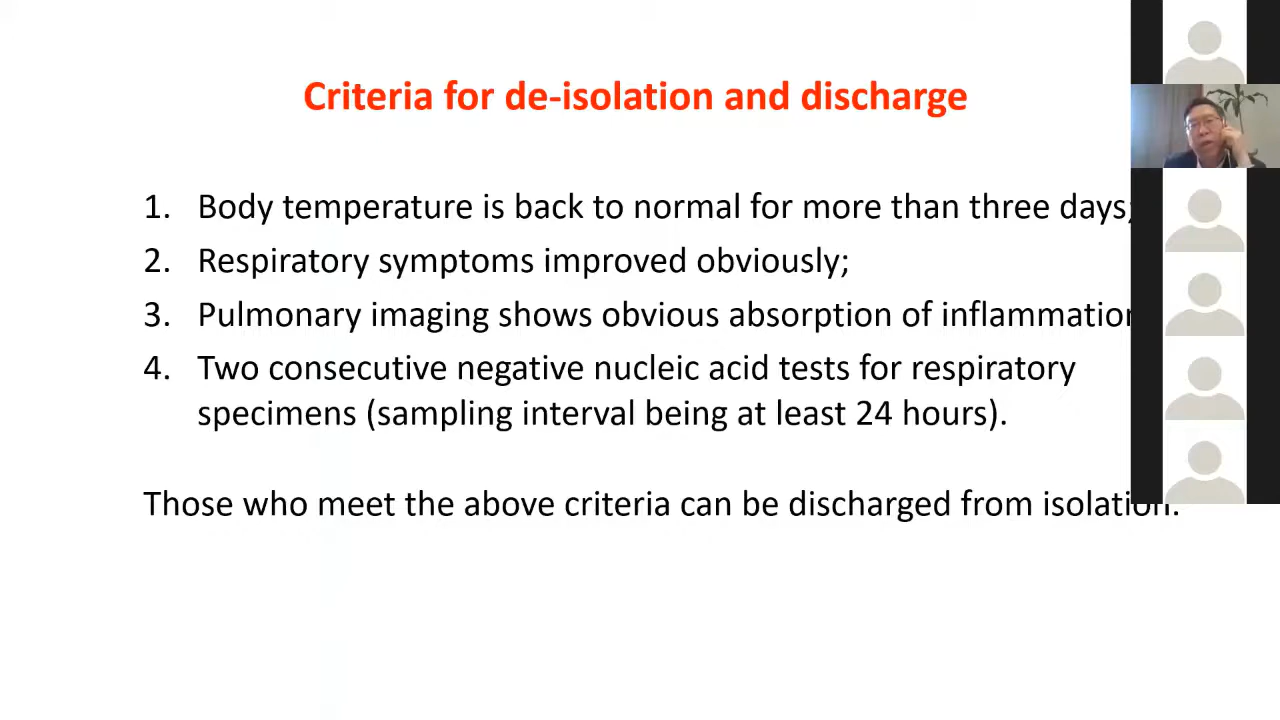 Criteria for de-isolation and discharge
1. Body temperature is back to normal for more than three days;
2. Respiratory symptoms improved obviously;
3. Pulmonary imaging shows obvious absorption of inflammation
4. Two consecutive negative nucleic acid tests for respiratory
specimens (sampling interval being at least 24 hours).
Those who meet the above criteria can be discharged from isolation.